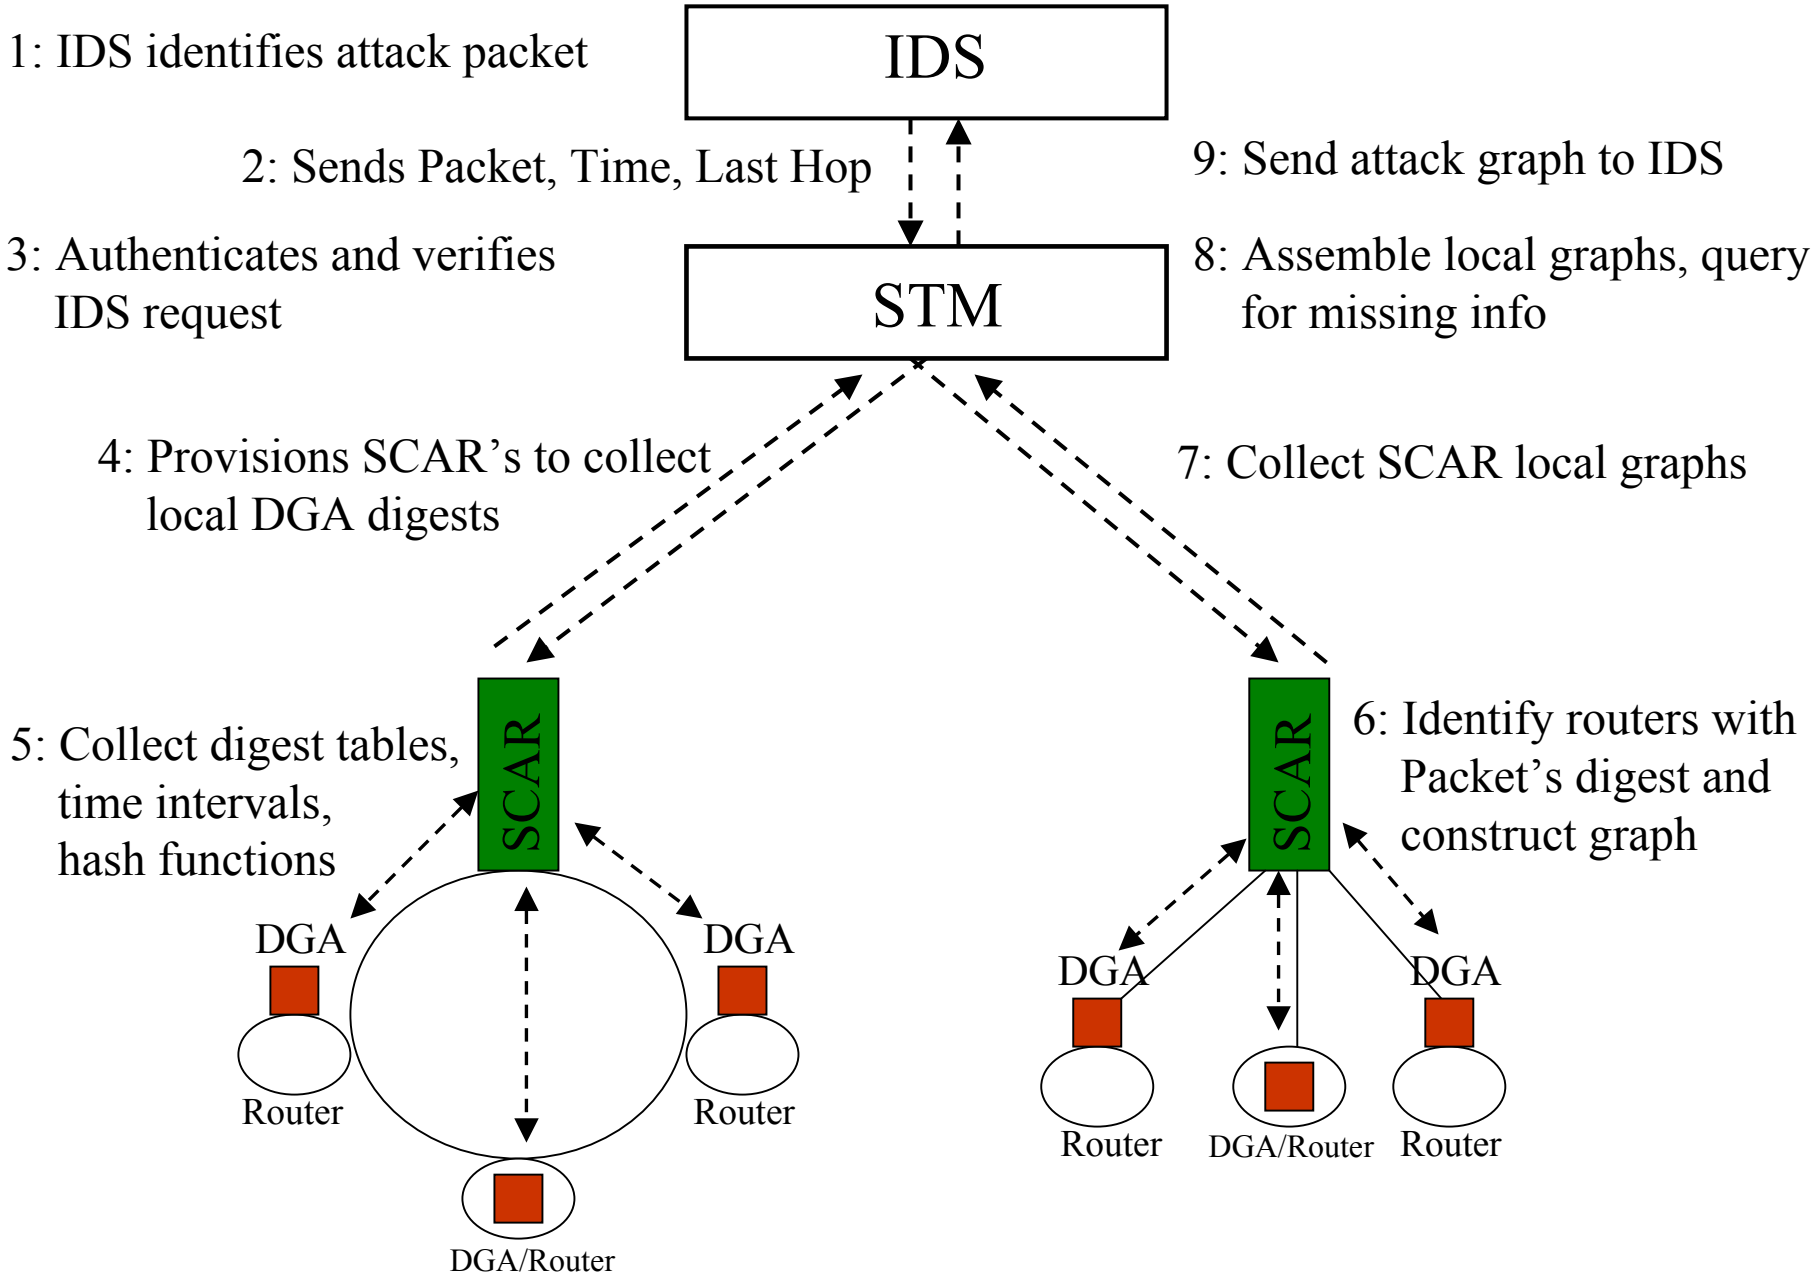 1: IDS identifies attack packet
IDS
2: Sends Packet, Time, Last Hop
9: Send attack graph to IDS
3: Authenticates and verifies
IDS request
STM
8: Assemble local graphs, query
for missing info
4: Provisions SCAR’s to collect
local DGA digests
7: Collect SCAR local graphs
5: Collect digest tables,
time intervals,
hash functions
SCAR
SCAR
6: Identify routers with
Packet’s digest and
construct graph
DGA
DGA
DGA
DGA
Router
Router
Router
DGA/Router
Router
DGA/Router